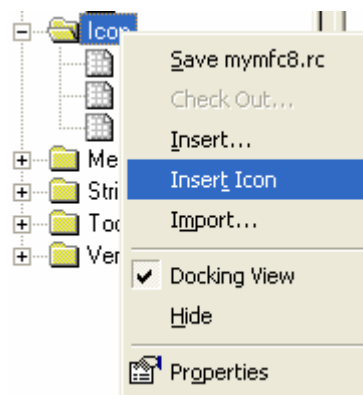 Icon
Save mymfc8.rc
Check Out...
Insert...
Insert Icon
Import...
Docking View
Hide
Properties